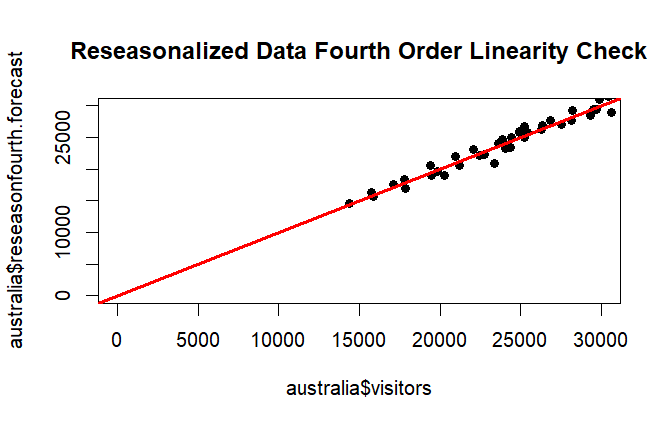 Reseasonalized Data Fourth Order Linearity Check
australia$reseasonfourth.forecast
25000
10000
0
0 5000 10000 15000 20000 25000 30000
australia$visitors